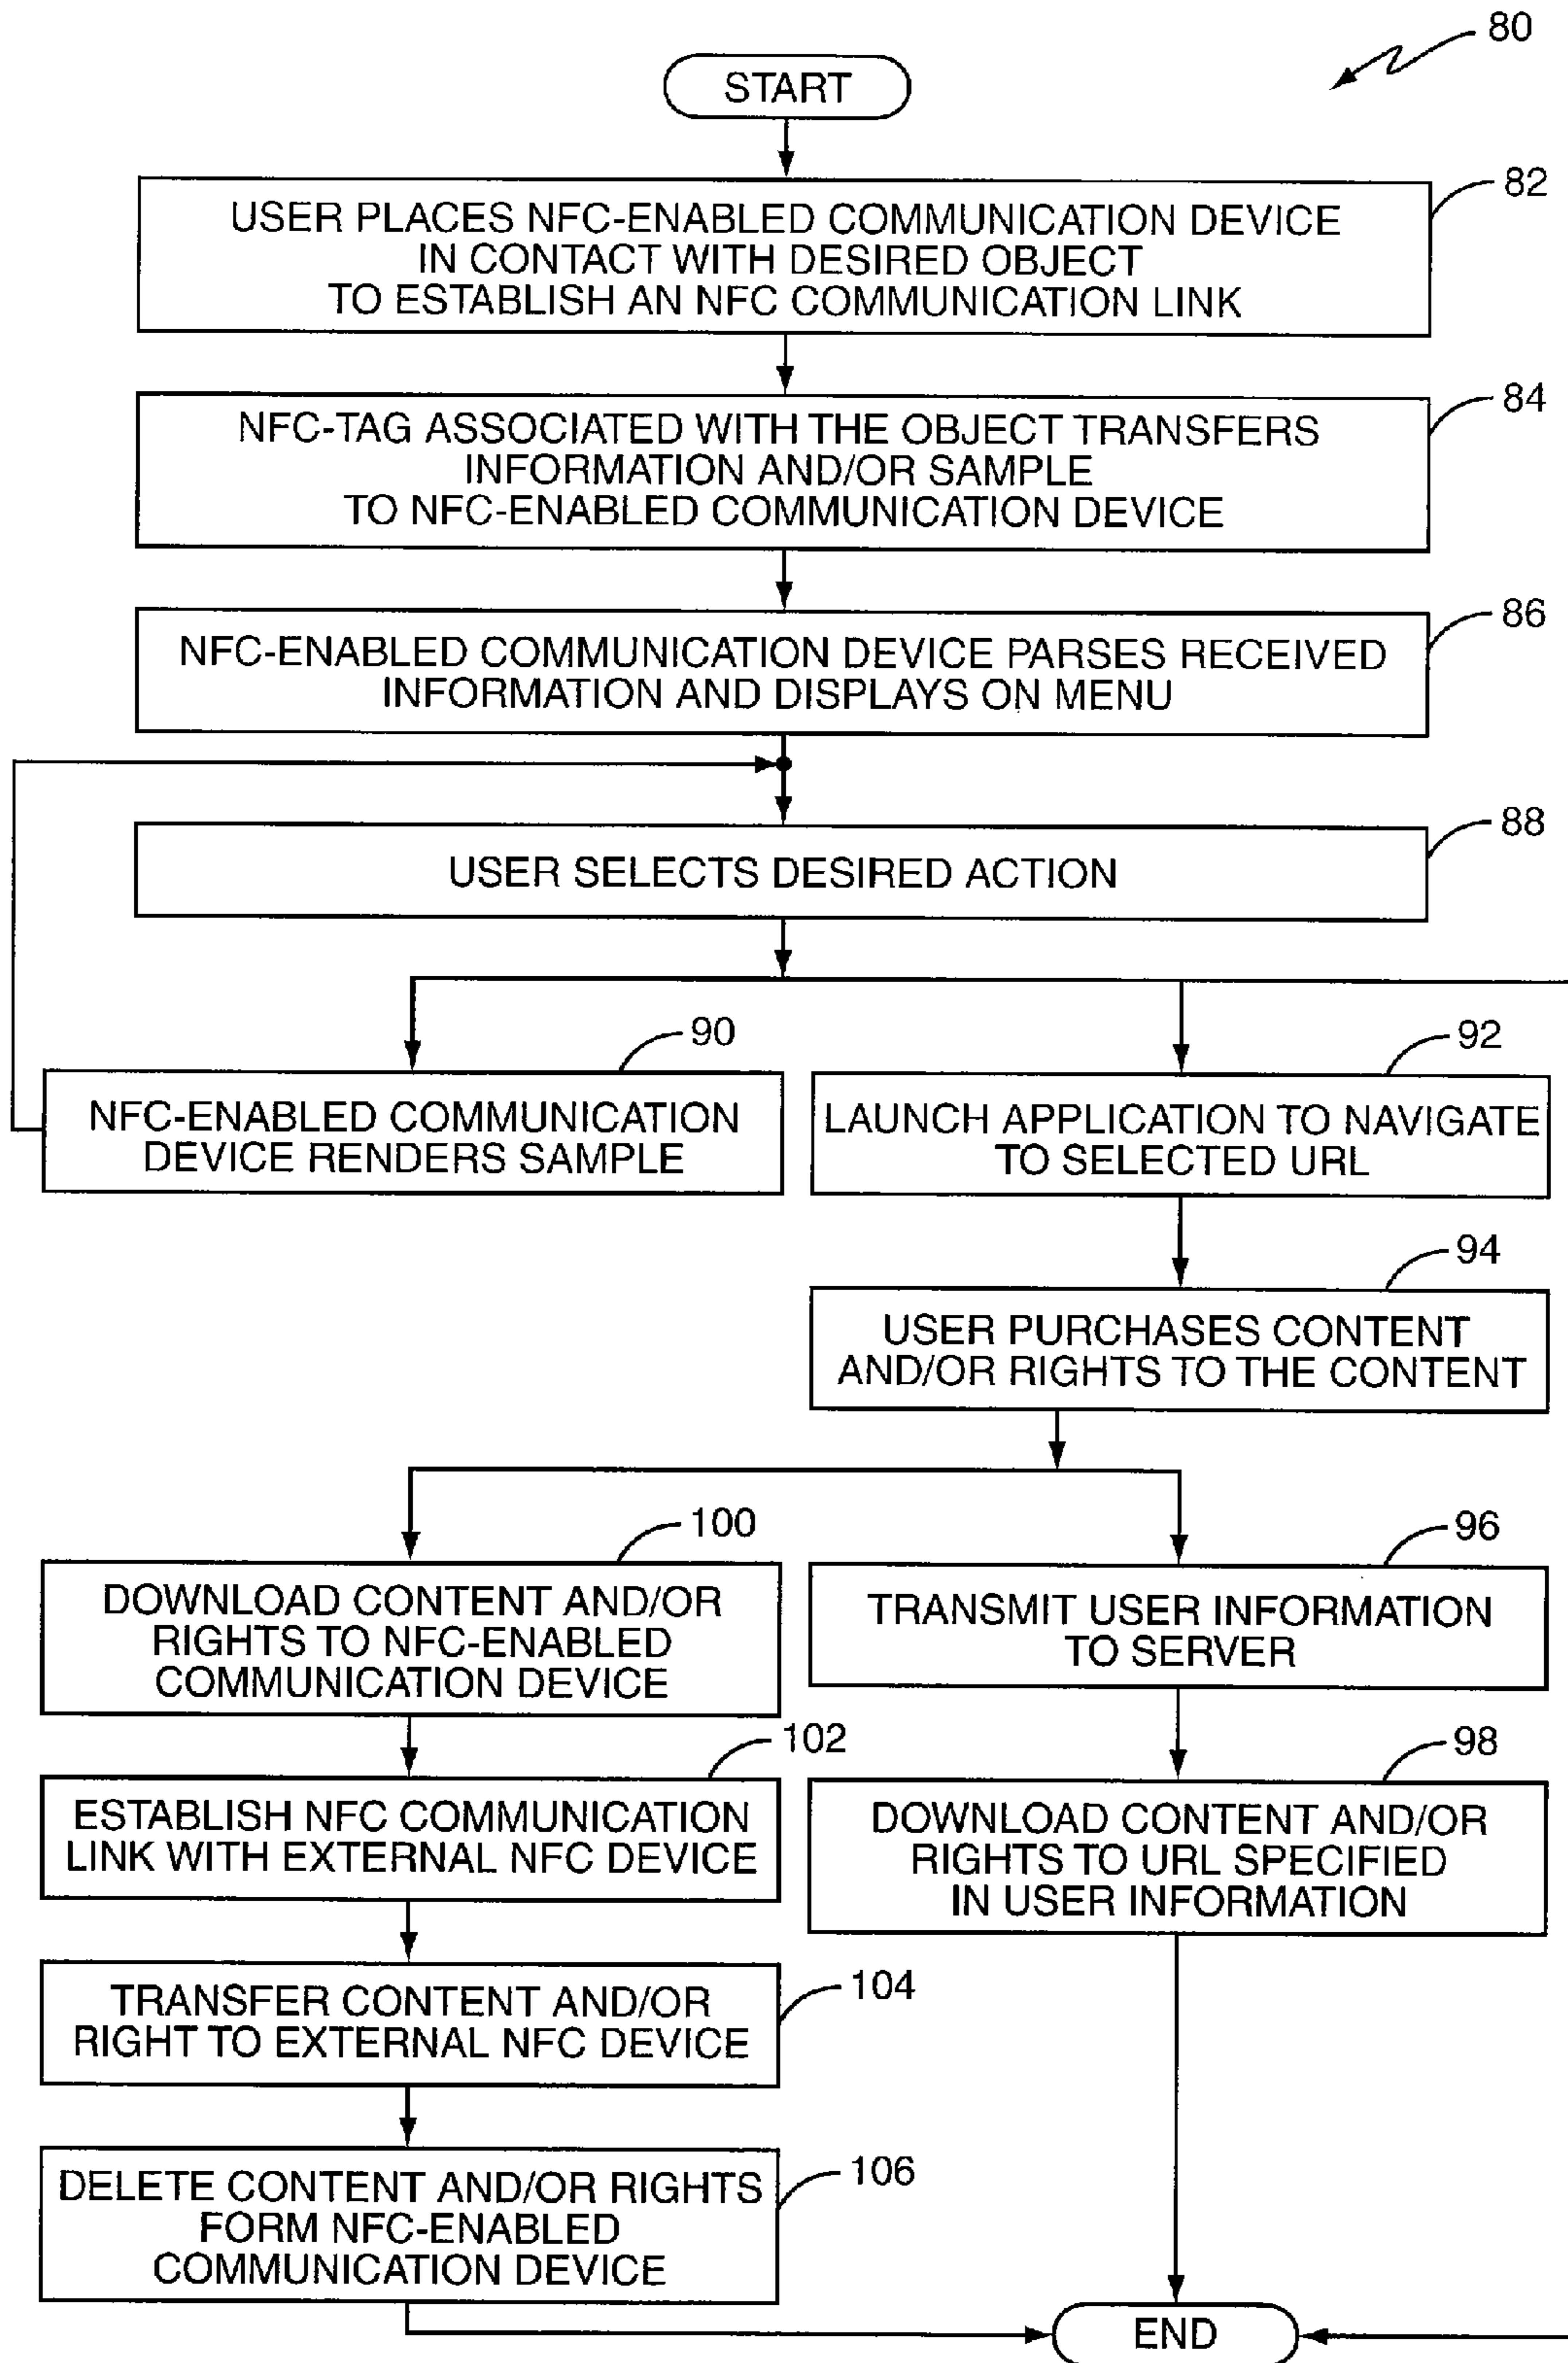 80
START
82
USER PLACES NFC-ENABLED COMMUNICATION DEVICE
IN CONTACT WITH DESIRED OBJECT
TO ESTABLISH AN NFC COMMUNICATION LINK
84
NFC-TAG ASSOCIATED WITH THE OBJECT TRANSFERS
INFORMATION AND/OR SAMPLE
TO NFC-ENABLED COMMUNICATION DEVICE
86
NFC-ENABLED COMMUNICATION DEVICE PARSES RECEIVED
INFORMATION AND DISPLAYS ON MENU
88
USER SELECTS DESIRED ACTION
90
NFC-ENABLED COMMUNICATION
DEVICE RENDERS SAMPLE
92
LAUNCH APPLICATION TO NAVIGATE
TO SELECTED URL
94
USER PURCHASES CONTENT
AND/OR RIGHTS TO THE CONTENT
100
DOWNLOAD CONTENT AND/OR
RIGHTS TO NFC-ENABLED
COMMUNICATION DEVICE
96
TRANSMIT USER INFORMATION
TO SERVER
102
ESTABLISH NFC COMMUNICATION
LINK WITH EXTERNAL NFC DEVICE
98
DOWNLOAD CONTENT AND/OR
RIGHTS TO URL SPECIFIED
IN USER INFORMATION
104
TRANSFER CONTENT AND/OR
RIGHT TO EXTERNAL NFC DEVICE
106
DELETE CONTENT AND/OR RIGHTS
FORM NFC-ENABLED
COMMUNICATION DEVICE
END